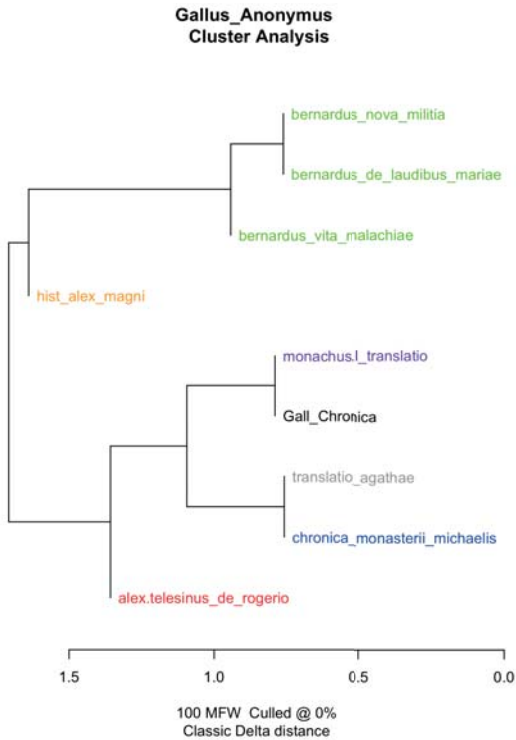 Gallus_Anonymus
Cluster Analysis
bernardus_nova_militia
bernardus_de_laudibus_mariae
bernardus_vita_malachiae
hist_alex_magni
monachus.l_translatio
Gall_Chronica
translatio_agathae
chronica_monasterii_michaelis
alex.telesinus_de_rogerio
1.5 1.0 0.5 0.0
100 MFW Culled @ 0%
Classic Delta distance